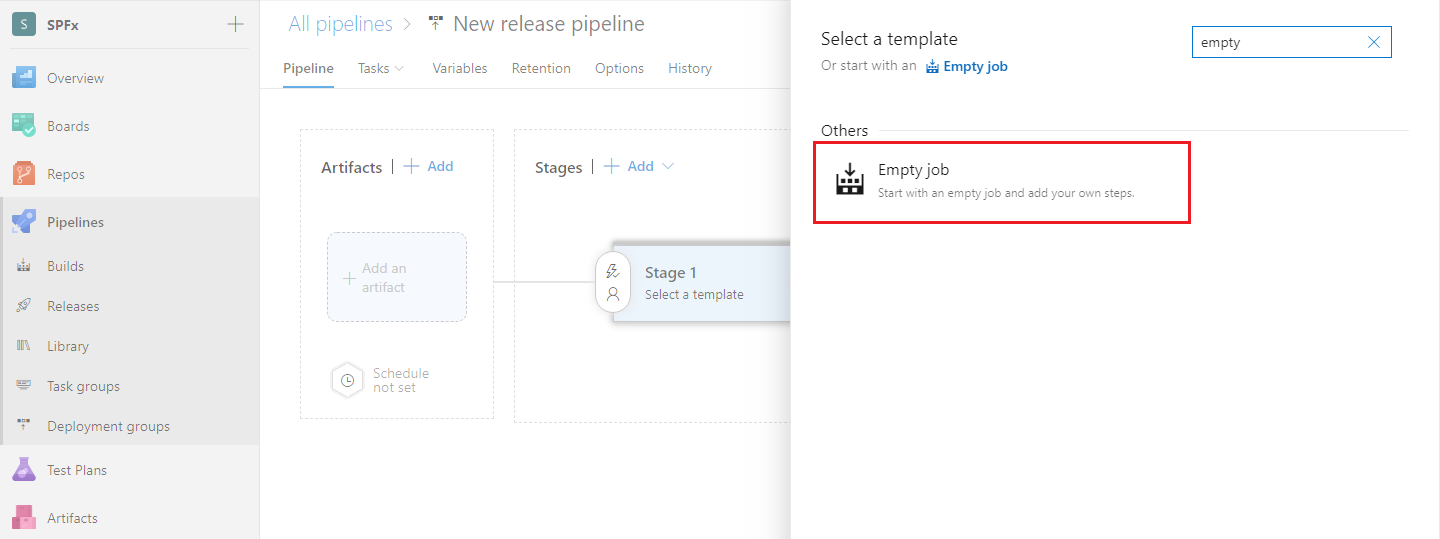 S
SPFx
Overview
Boards
Repos
Pipelines
Builds
Releases
Library
Task groups
Deployment groups
Test Plans
Artifacts
All pipelines
New release pipeline
Pipeline
Tasks
Variables
Retention
Options
History
Artifacts | + Add
Add an
artifact
Schedule
not set
Stages | + Add
Stage 1
Select a template
Select a template
empty
Or start with an Empty job
Others
Empty job
Start with an empty job and add your own steps.